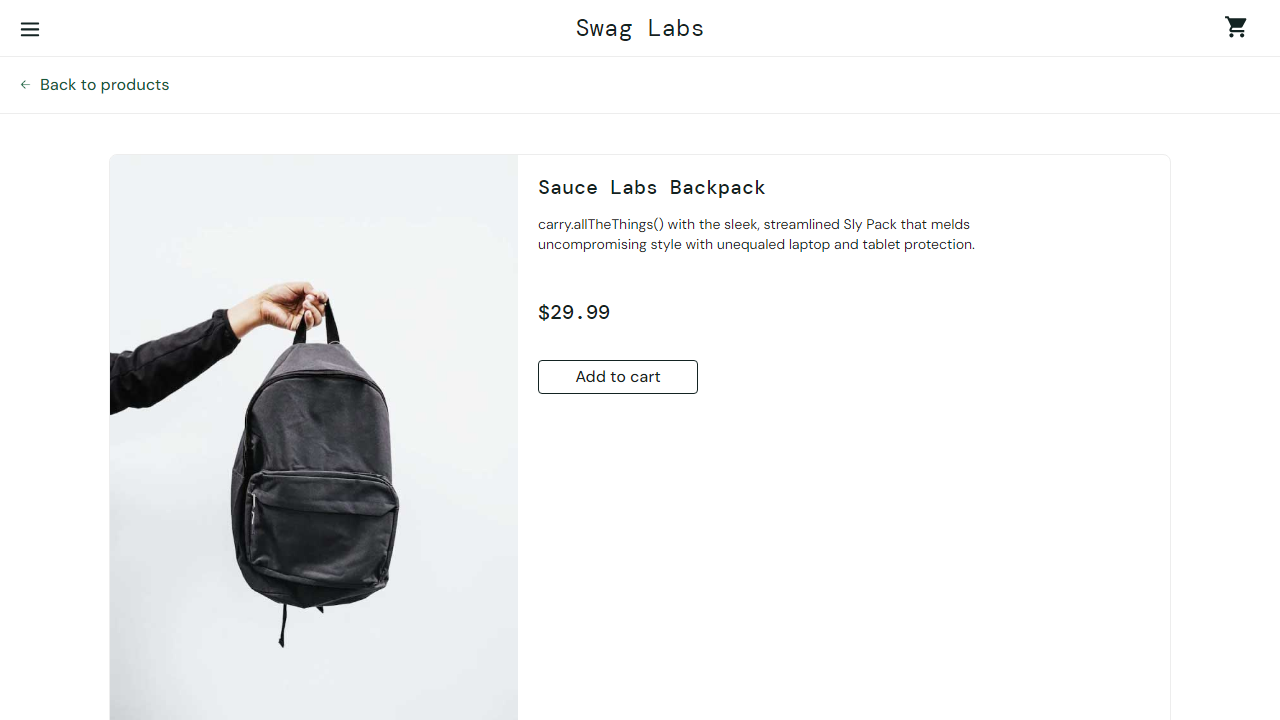 Swag Labs
Back to products
Sauce Labs Backpack
carry.allTheThings() with the sleek, streamlined Sly Pack that melds
uncompromising style with unequaled laptop and tablet protection.
$29.99
Add to cart